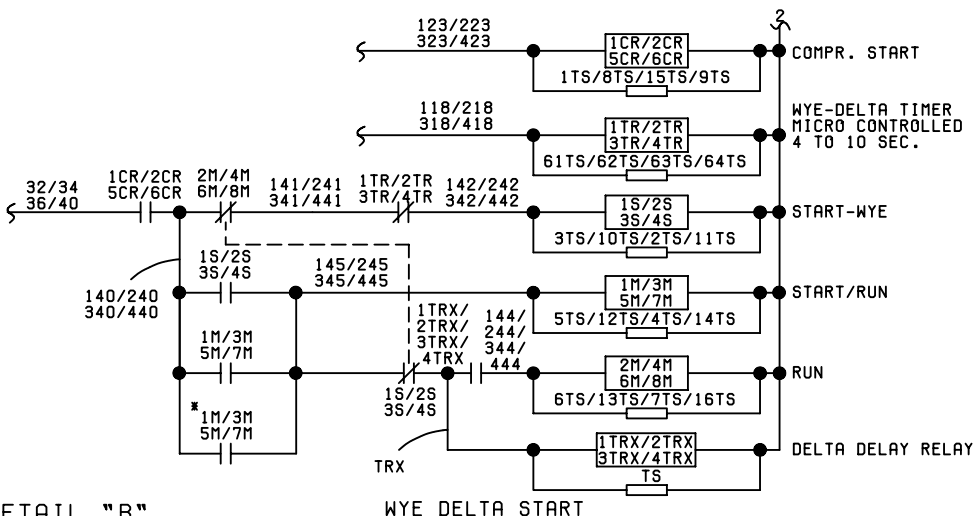 2
123/223
323/423
1CR/2CR
5CR/6CR
COMPR. START
1TS/8TS/15TS/9TS
118/218
318/418
1TR/2TR
3TR/4TR
WYE-DELTA TIMER
MICRO CONTROLLED
4 TO 10 SEC.
61TS/62TS/63TS/64TS
32/34
36/40
1CR/2CR
5CR/6CR
2M/4M
6M/8M
141/241
341/441
1TR/2TR
3TR/4TR
142/242
342/442
1S/2S
3S/4S
START-WYE
3TS/10TS/2TS/11TS
140/240
340/440
1S/2S
3S/4S
145/245
345/445
1M/3M
5M/7M
START/RUN
5TS/12TS/4TS/14TS
1M/3M
5M/7M
1TRX/
2TRX/
3TRX/
4TRX
144/
244/
344/
444
1S/2S
3S/4S
2M/4M
6M/8M
RUN
6TS/13TS/7TS/16TS
*
1M/3M
5M/7M
TRX
1TRX/2TRX
3TRX/4TRX
DELTA DELAY RELAY
TS
ETAIL "B"
WYE DELTA START